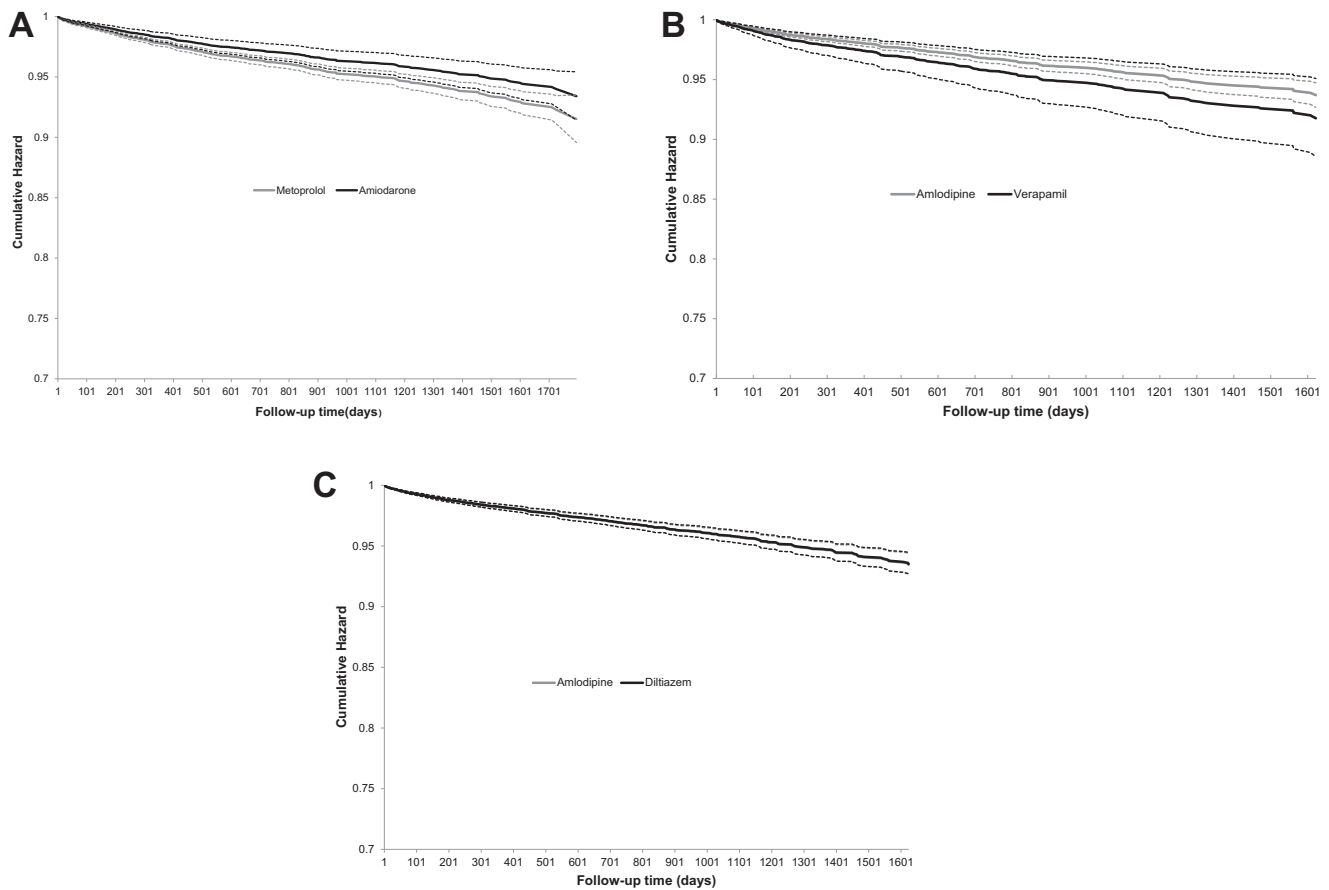 A
Cumulative Hazard
1
0.95
0.9
0.85
0.8
0.75
0.7
Metoprolol Amiodarone
1 101 201 301 401 501 601 701 801 901 1001 1101 1201 1301 1401 1501 1601 1701
Follow-up time(days)
B
Cumulative Hazard
1
0.95
0.9
0.85
0.8
0.75
0.7
Amlodipine Verapamil
1 101 201 301 401 501 601 701 801 901 1001 1101 1201 1301 1401 1501 1601
Follow-up time (days)
C
Cumulative Hazard
1
0.95
0.9
0.85
0.8
0.75
0.7
Amlodipine Diltiazem
1 101 201 301 401 501 601 701 801 901 1001 1101 1201 1301 1401 1501 1601
Follow-up time (days)